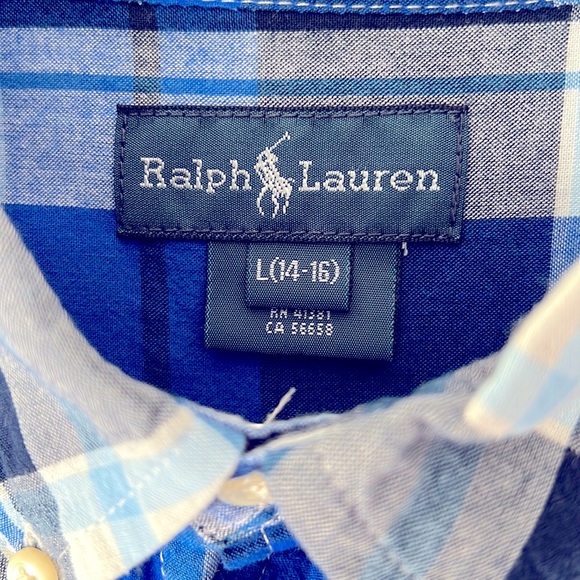 Ralph Lauren
L(14-16)
RN 41381
CA 56658